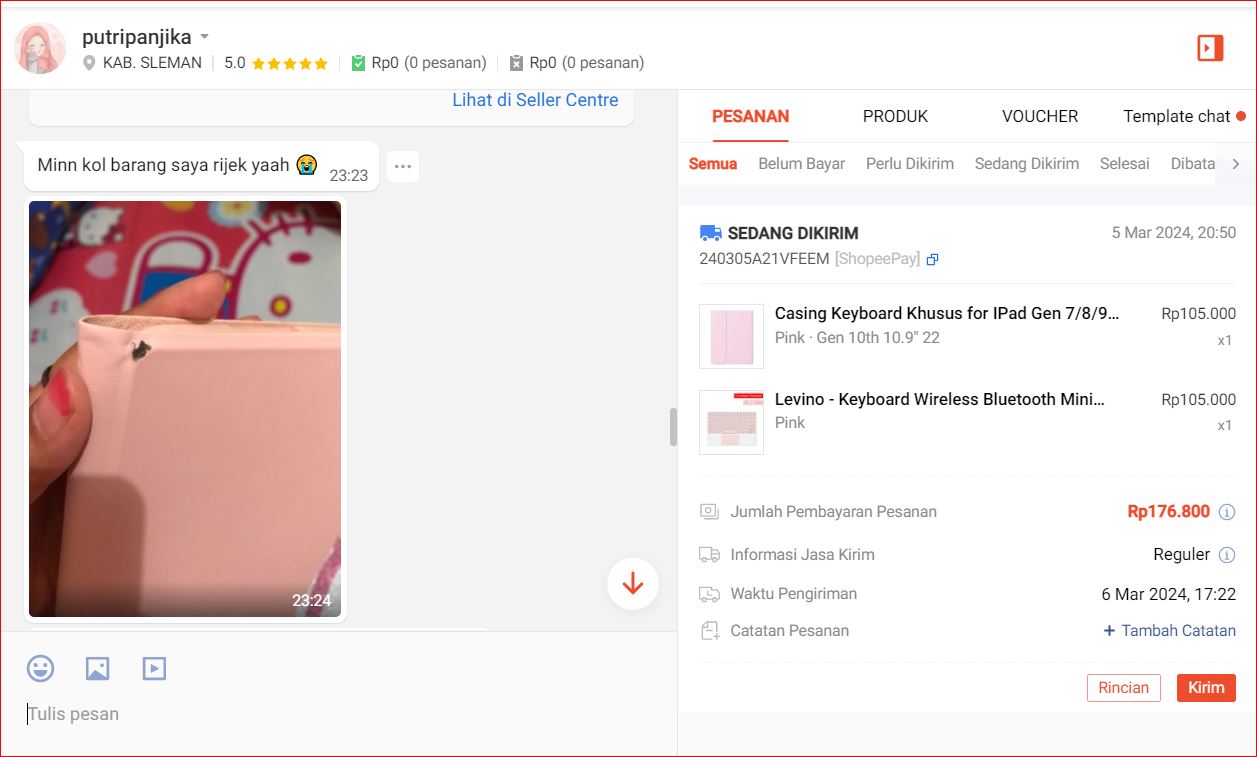 putripanjika
KAB. SLEMAN
5.0
Rp0 (0 pesanan)
Rp0 (0 pesanan)
Lihat di Seller Centre
Minn kol barang saya rijek yaah 😭
23:23
23:24
Tulis pesan
PESANAN
PRODUK
VOUCHER
Template chat
Semua
Belum Bayar
Perlu Dikirim
Sedang Dikirim
Selesai
SEDANG DIKIRIM
5 Mar 2024, 20:50
240305A21VFEEM [ShopeePay]
Casing Keyboard Khusus for IPad Gen 7/8/9...
Rp105.000
Pink · Gen 10th 10.9" 22
x1
Levino - Keyboard Wireless Bluetooth Mini...
Rp105.000
Pink
x1
Jumlah Pembayaran Pesanan
Rp176.800
Informasi Jasa Kirim
Reguler
Waktu Pengiriman
6 Mar 2024, 17:22
Catatan Pesanan
+ Tambah Catatan
Rincian
Kirim